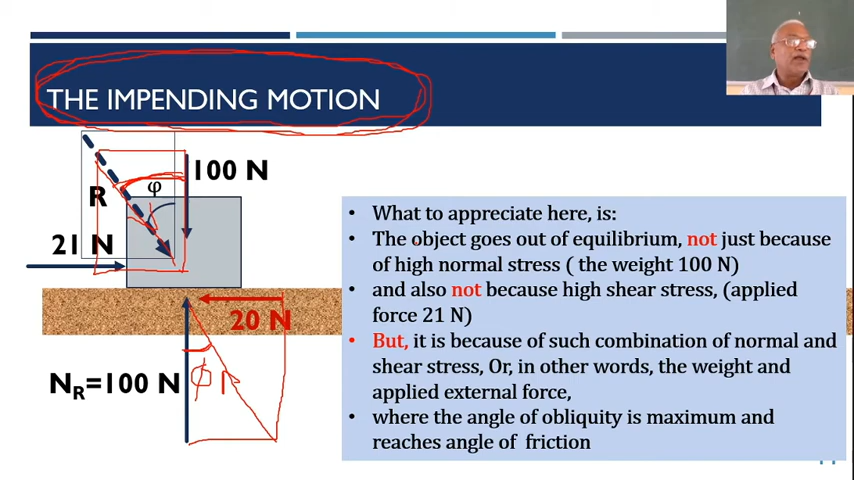 THE IMPENDING MOTION
100 N
φ
R
21 N
20 N
NR=100 N
ϕ
• What to appreciate here, is:
• The object goes out of equilibrium, not just because
of high normal stress ( the weight 100 N)
• and also not because high shear stress, (applied
force 21 N)
• But, it is because of such combination of normal and
shear stress, Or, in other words, the weight and
applied external force,
• where the angle of obliquity is maximum and
reaches angle of friction